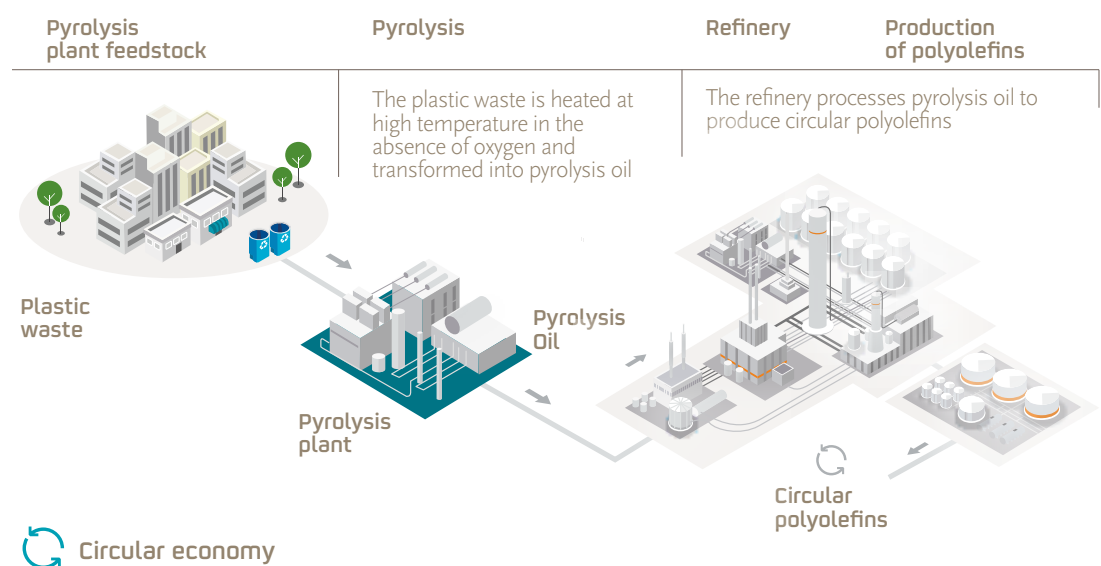 Pyrolysis
plant feedstock
Pyrolysis
Refinery
Production
of polyolefins
The plastic waste is heated at
high temperature in the
absence of oxygen and
transformed into pyrolysis oil
The refinery processes pyrolysis oil to
produce circular polyolefins
Plastic
waste
Pyrolysis
plant
Pyrolysis
Oil
Circular
polyolefins
Circular economy